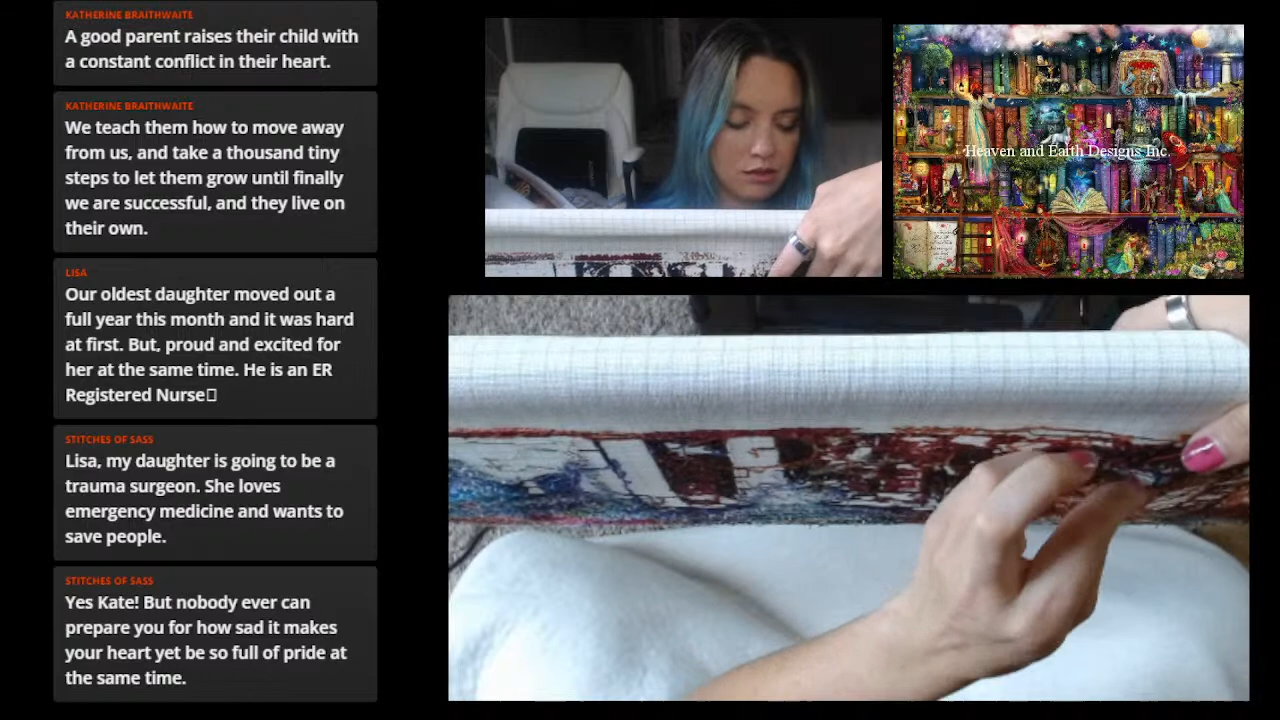 KATHERINE BRAITHWAITE
A good parent raises their child with
a constant conflict in their heart.
KATHERINE BRAITHWAITE
We teach them how to move away
from us, and take a thousand tiny
steps to let them grow until finally
we are successful, and they live on
their own.
LISA
Our oldest daughter moved out a
full year this month and it was hard
at first. But, proud and excited for
her at the same time. He is an ER
Registered Nurse
STITCHES OF SASS
Lisa, my daughter is going to be a
trauma surgeon. She loves
emergency medicine and wants to
save people.
STITCHES OF SASS
Yes Kate! But nobody ever can
prepare you for how sad it makes
your heart yet be so full of pride at
the same time.
Heaven and Earth Designs Inc